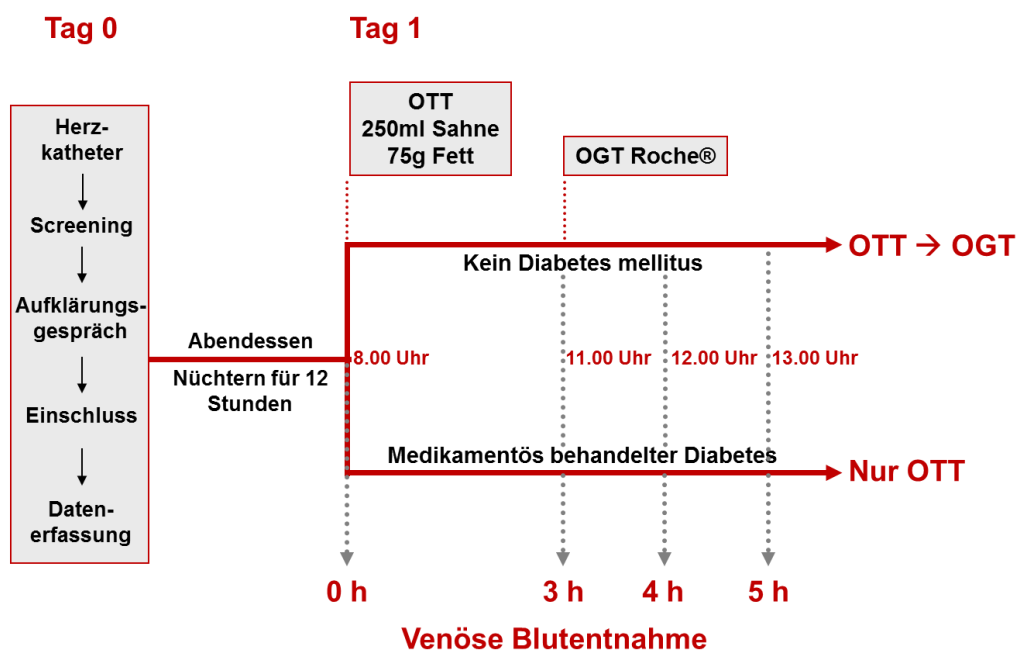 Tag 0
Tag 1
Herz-
katheter
Screening
Aufklärungs-
gespräch
Einschluss
Daten-
erfassung
Abendessen
Nüchtern für 12
Stunden
OTT
250ml Sahne
75g Fett
OGT Roche®
OTT → OGT
Kein Diabetes mellitus
8.00 Uhr
11.00 Uhr
12.00 Uhr
13.00 Uhr
Medikamentös behandelter Diabetes
Nur OTT
0 h
3 h
4 h
5 h
Venöse Blutentnahme